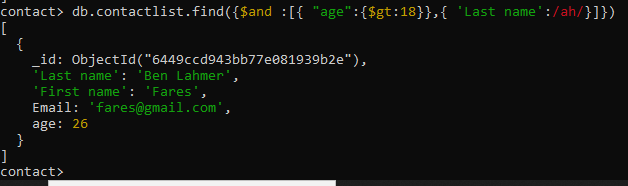 contact> db.contactlist.find({$and :[{ "age":{$gt:18}},{ 'Last name':/ah/}]})
[
  {
    _id: ObjectId("6449ccd943bb77e081939b2e"),
    'Last name': 'Ben Lahmer',
    'First name': 'Fares',
    Email: 'fares@gmail.com',
    age: 26
  }
]
contact>